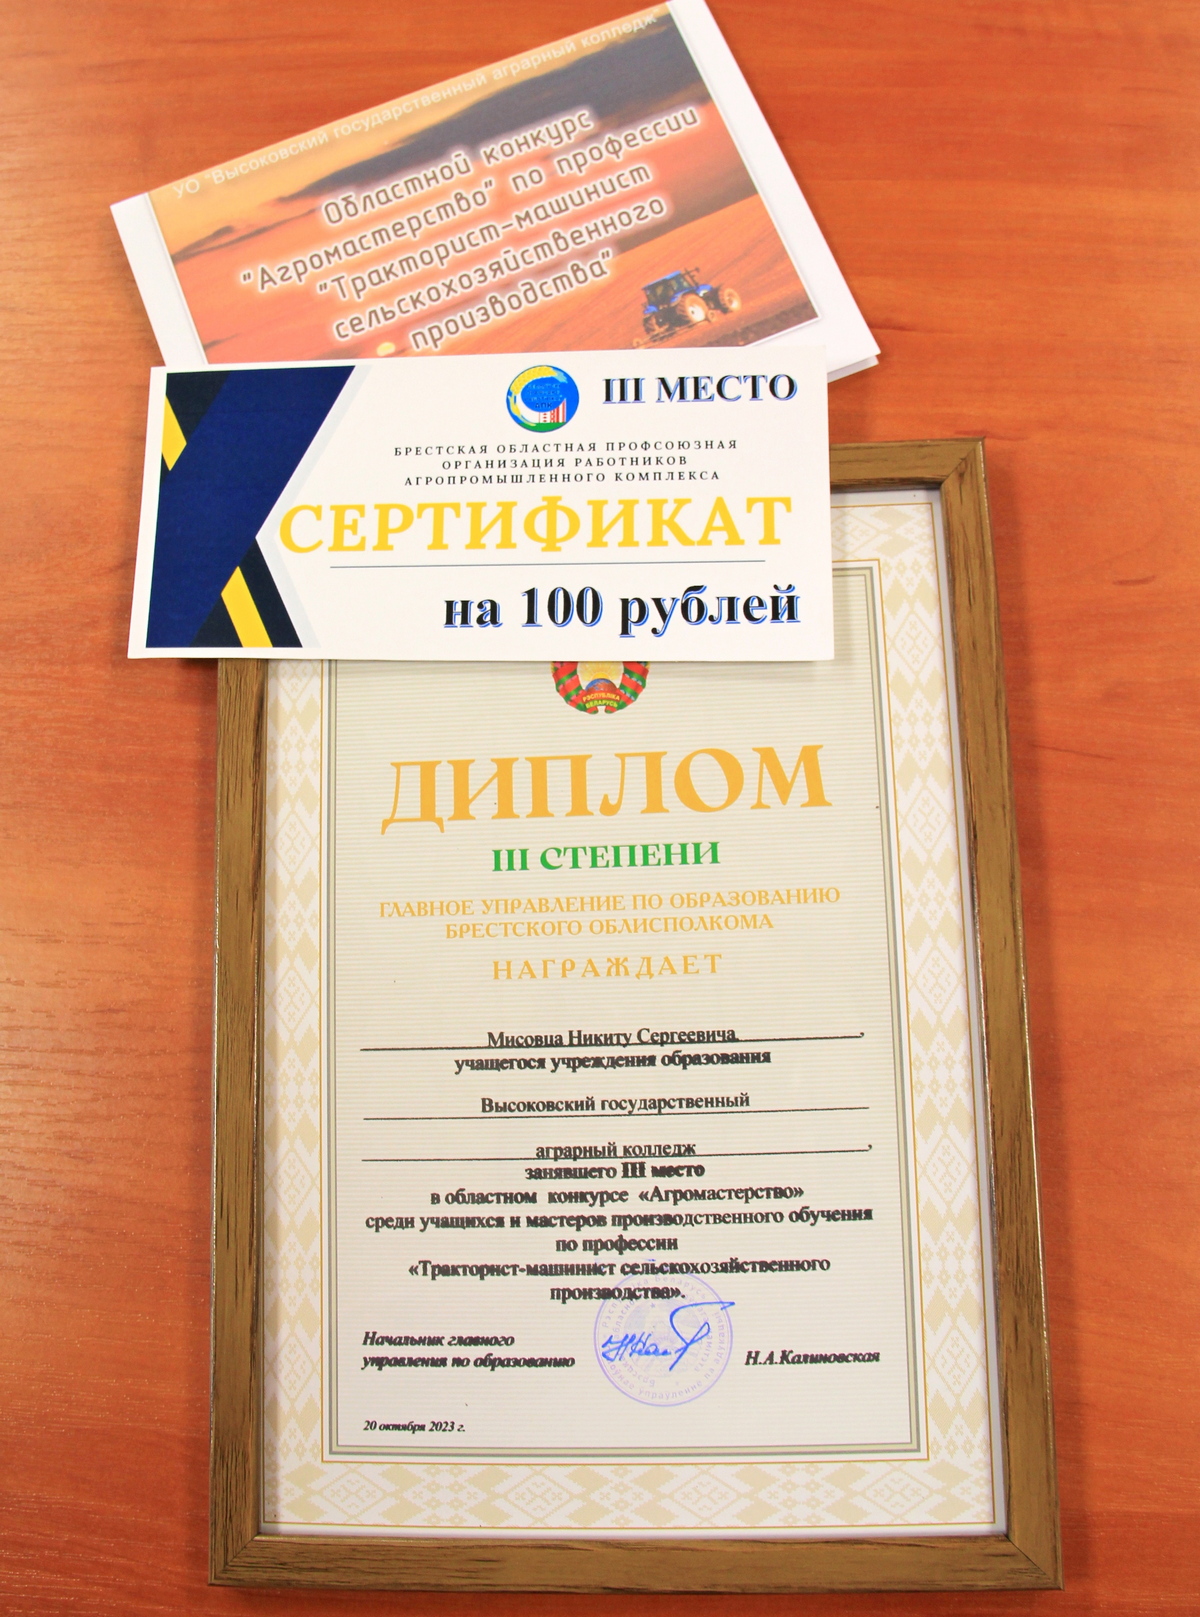 УО "Высоковский государственный аграрный колледж"
Областной конкурс
"Агромастерство" по профессии
"Тракторист-машинист
сельскохозяйственного
производства"
III МЕСТО
БРЕСТСКАЯ ОБЛАСТНАЯ ПРОФСОЮЗНАЯ
ОРГАНИЗАЦИЯ РАБОТНИКОВ
АГРОПРОМЫШЛЕННОГО КОМПЛЕКСА
СЕРТИФИКАТ
на 100 рублей
РЭСПУБЛІКА
БЕЛАРУСЬ
ДИПЛОМ
III СТЕПЕНИ
ГЛАВНОЕ УПРАВЛЕНИЕ ПО ОБРАЗОВАНИЮ
БРЕСТСКОГО ОБЛИСПОЛКОМА
НАГРАЖДАЕТ
Мисовца Никиту Сергеевича,
учащегося учреждения образования
Высоковский государственный
аграрный колледж,
занявшего III место
в областном конкурсе «Агромастерство»
среди учащихся и мастеров производственного обучения
по профессии
«Тракторист-машинист сельскохозяйственного
производства».
Начальник главного
управления по образованию
Н.А.Калиновская
20 октября 2023 г.